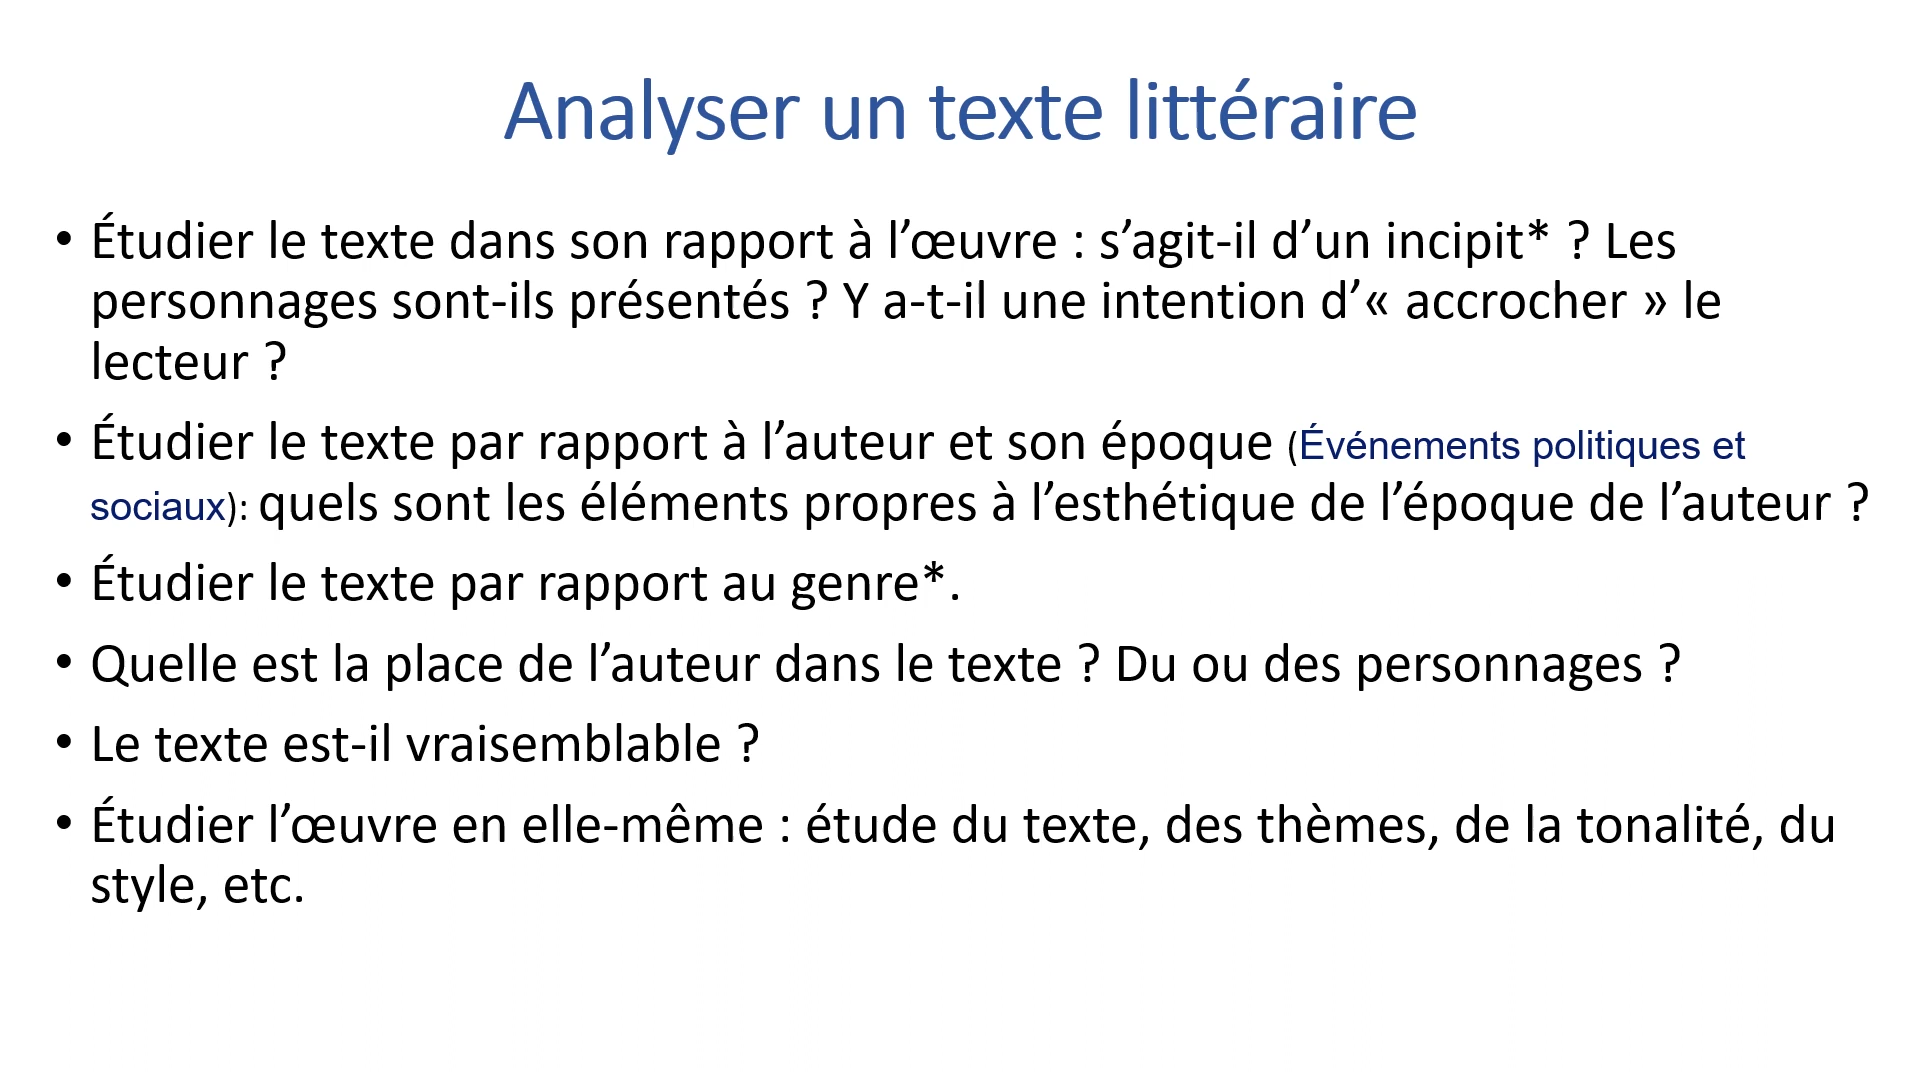 Analyser un texte littéraire
• Étudier le texte dans son rapport à l’œuvre : s’agit-il d’un incipit* ? Les
personnages sont-ils présentés ? Y a-t-il une intention d’« accrocher » le
lecteur ?
• Étudier le texte par rapport à l’auteur et son époque (Événements politiques et
sociaux): quels sont les éléments propres à l’esthétique de l’époque de l’auteur ?
• Étudier le texte par rapport au genre*.
• Quelle est la place de l’auteur dans le texte ? Du ou des personnages ?
• Le texte est-il vraisemblable ?
• Étudier l’œuvre en elle-même : étude du texte, des thèmes, de la tonalité, du
style, etc.